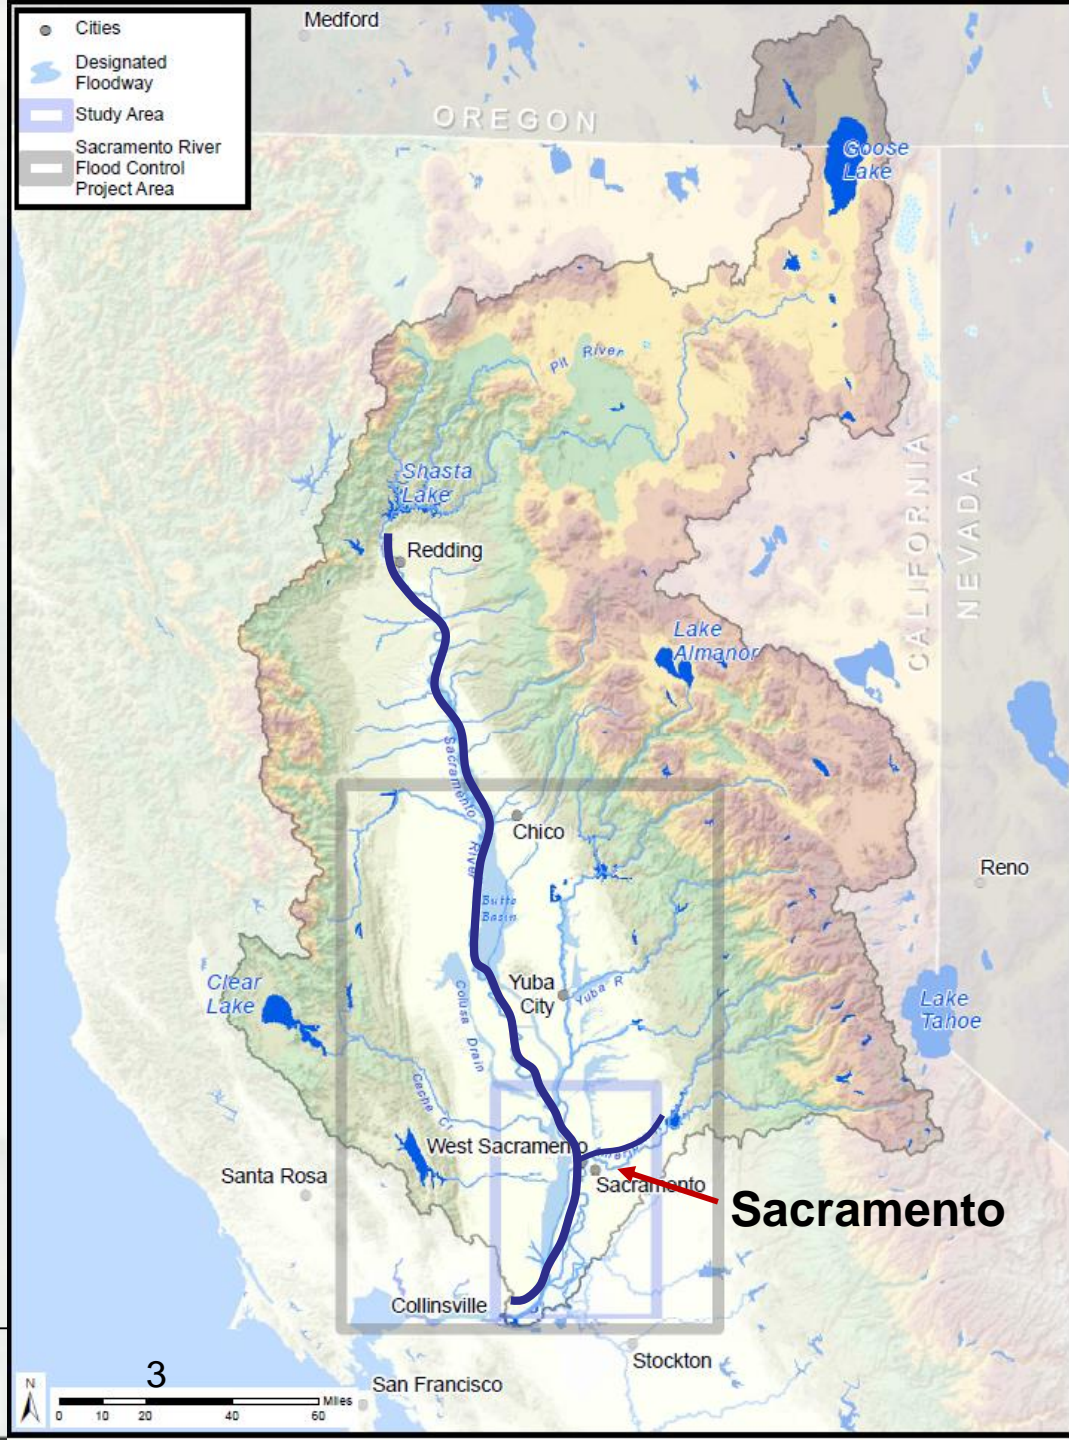 Cities
Designated
Floodway
Study Area
Sacramento River
Flood Control
Project Area
Medford
OREGON
Goose
Lake
Pit River
Shasta
Lake
Redding
CALIFORNIA
NEVADA
Lake
Almanor
Sacramento
River
Chico
Butte
Basin
Reno
Clear
Lake
Yuba
City
Yuba R
Colusa Drain
Lake
Tahoe
Cache Cr
West Sacramento
Santa Rosa
Sacramento
Sacramento
Collinsville
Stockton
San Francisco
3
N
Miles
0 10 20 40 60